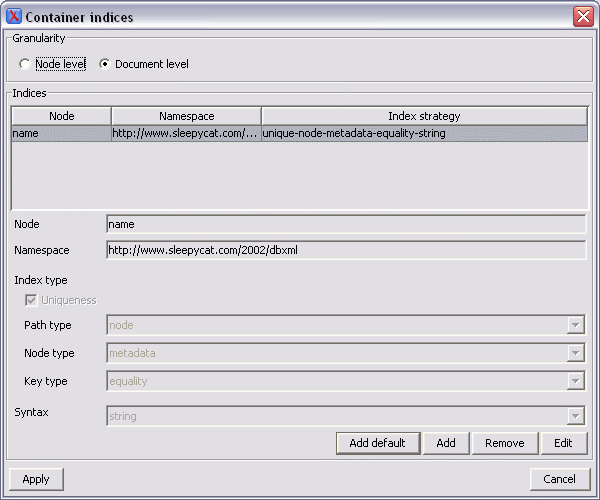 Container indices
Granularity
Node level Document level
Indices
Node Namespace Index strategy
name http://www.sleepycat.com/... unique-node-metadata-equality-string
Node name
Namespace http://www.sleepycat.com/2002/dbxml
Index type
Uniqueness
Path type node
Node type metadata
Key type equality
Syntax string
Add default Add Remove Edit
Apply Cancel